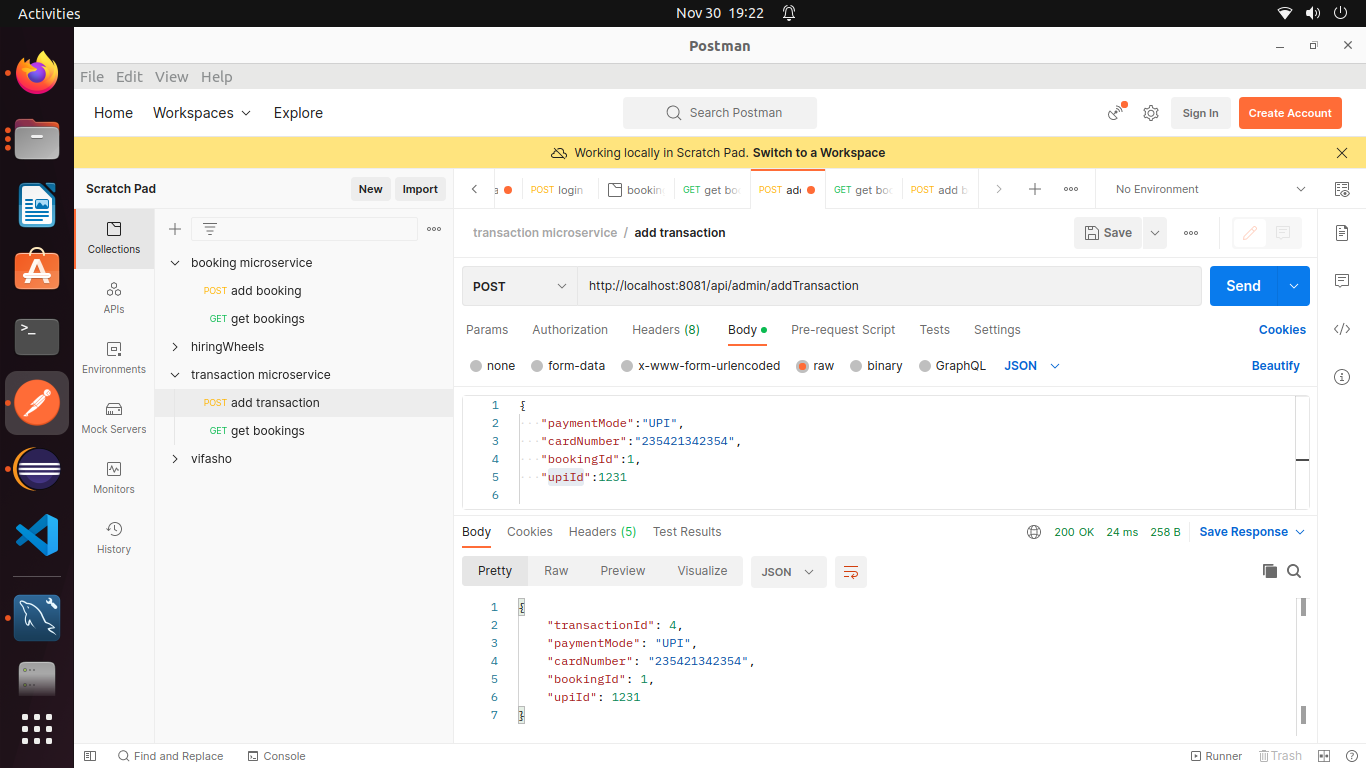 Activities
Nov 30 19:22
Postman
File Edit View Help
Home Workspaces Explore
Search Postman
Sign In
Create Account
Working locally in Scratch Pad. Switch to a Workspace
Scratch Pad
New
Import
POST login
bookin
GET get bo
POST ad
GET get bo
POST add b
No Environment
Collections
APIs
Environments
Mock Servers
Monitors
History
booking microservice
POST add booking
GET get bookings
hiringWheels
transaction microservice
POST add transaction
GET get bookings
vifasho
transaction microservice / add transaction
Save
POST
http://localhost:8081/api/admin/addTransaction
Send
Params Authorization Headers (8) Body Pre-request Script Tests Settings
Cookies
none form-data x-www-form-urlencoded raw binary GraphQL JSON
Beautify
1 {
2 "paymentMode":"UPI",
3 "cardNumber":"235421342354",
4 "bookingId":1,
5 "upiId":1231
6
Body Cookies Headers (5) Test Results
200 OK 24 ms 258 B
Save Response
Pretty Raw Preview Visualize JSON
1 {
2 "transactionId": 4,
3 "paymentMode": "UPI",
4 "cardNumber": "235421342354",
5 "bookingId": 1,
6 "upiId": 1231
7 }
Find and Replace
Console
Runner
Trash